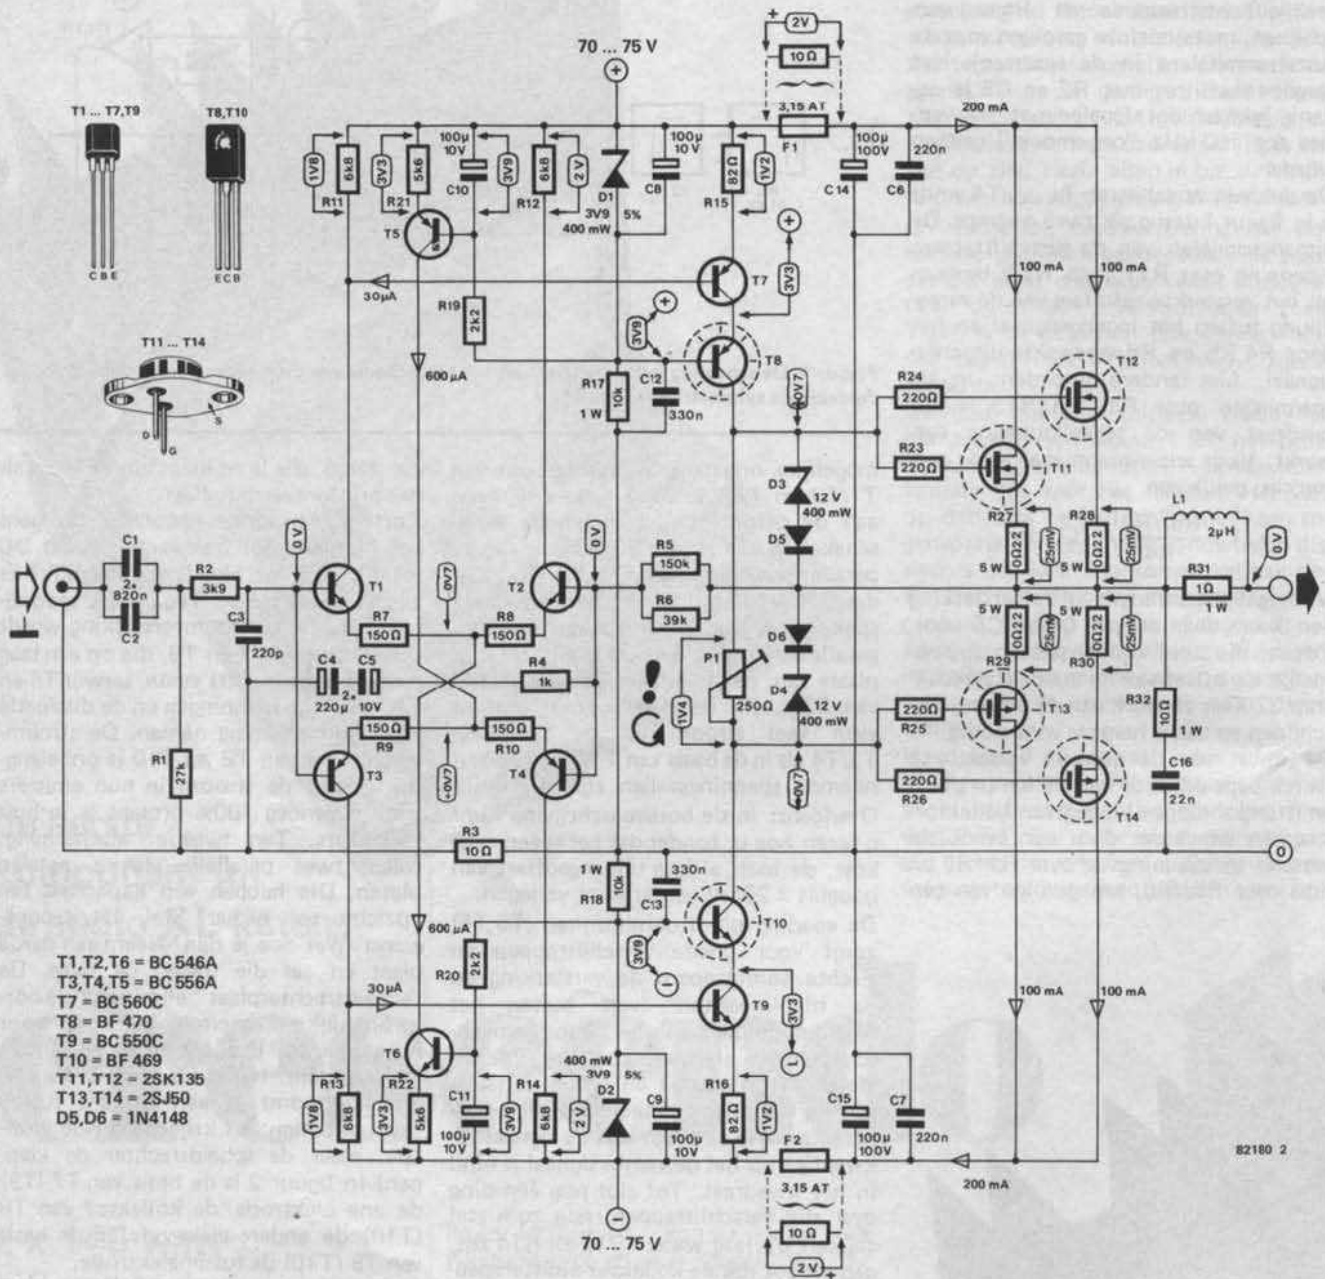 2V
10Ω
70 ... 75 V
3,15 AT
F1
200 mA
T1 ... T7,T9
T8,T10
C B E
E C B
1V8
6k8
R11
3V3
5k6
R21
100µ
10V
C10
3V9
6k8
R12
2V
D1
3V9
5%
400 mW
100µ
10V
C8
82Ω
R15
1V2
100µ
100V
C14
220n
C6
T5
T7
3V3
30µA
R19
2k2
3V9
T8
100 mA
100 mA
T11 ... T14
D
G
S
600µA
R17
10k
1 W
C12
330n
0V7
R24
220Ω
T12
R23
220Ω
T11
D3
12 V
400 mW
D5
R27
0Ω22
5 W
25mV
R28
0Ω22
5 W
25mV
L1
2µH
0V
C1
2*
820n
C2
R2
3k9
C3
220p
0V
T1
T2
0V
R5
150k
R6
39k
R31
1Ω
1 W
R7
150Ω
R8
150Ω
0V7
R4
1k
C4
C5
2*
220µ
10V
P1
250Ω
1V4
!
D6
D4
12 V
400 mW
5 W
0Ω22
R29
25mV
5 W
0Ω22
R30
25mV
T13
R32
10Ω
1 W
150Ω
R9
150Ω
R10
0V7
T3
T4
R1
27k
R25
220Ω
220Ω
R26
0V7
T14
C16
22n
R3
10Ω
0
1 W
R18
10k
330n
C13
T10
3V9
600µA
R20
2k2
30µA
T9
3V3
100 mA
100 mA
T1,T2,T6 = BC 546A
T3,T4,T5 = BC 556A
T7 = BC 560C
T8 = BF 470
T9 = BC 550C
T10 = BF 469
T11,T12 = 2SK135
T13,T14 = 2SJ50
D5,D6 = 1N4148
T6
400 mW
3V9
5%
D2
1V8
R13
6k8
3V3
R22
5k6
C11
100µ
10V
3V9
R14
6k8
2V
C9
100µ
10V
R16
82Ω
1V2
C15
100µ
100V
C7
220n
F2
3,15 AT
200 mA
10Ω
2V
70 ... 75 V
82180 2